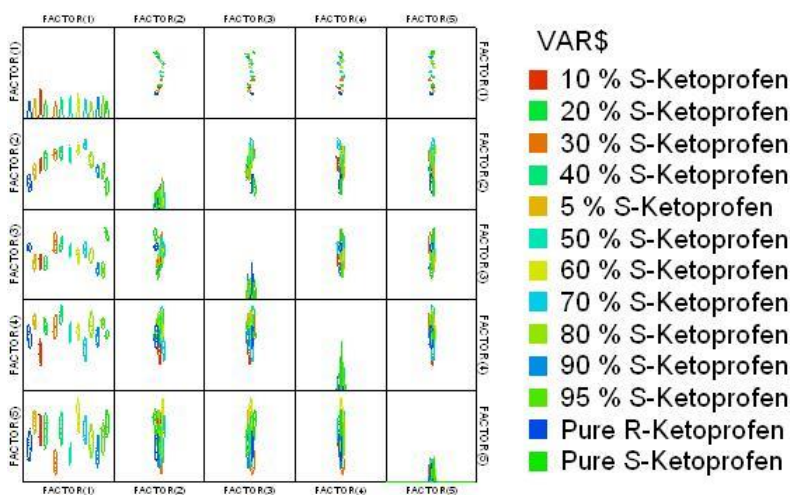 FACTOR(1) FACTOR(2) FACTOR(3) FACTOR(4) FACTOR(5)
FACTOR(1) FACTOR(1)
FACTOR(2) FACTOR(2)
FACTOR(3) FACTOR(3)
FACTOR(4) FACTOR(4)
FACTOR(5) FACTOR(5)
FACTOR(1) FACTOR(2) FACTOR(3) FACTOR(4) FACTOR(5)
VAR$
10 % S-Ketoprofen
20 % S-Ketoprofen
30 % S-Ketoprofen
40 % S-Ketoprofen
5 % S-Ketoprofen
50 % S-Ketoprofen
60 % S-Ketoprofen
70 % S-Ketoprofen
80 % S-Ketoprofen
90 % S-Ketoprofen
95 % S-Ketoprofen
Pure R-Ketoprofen
Pure S-Ketoprofen